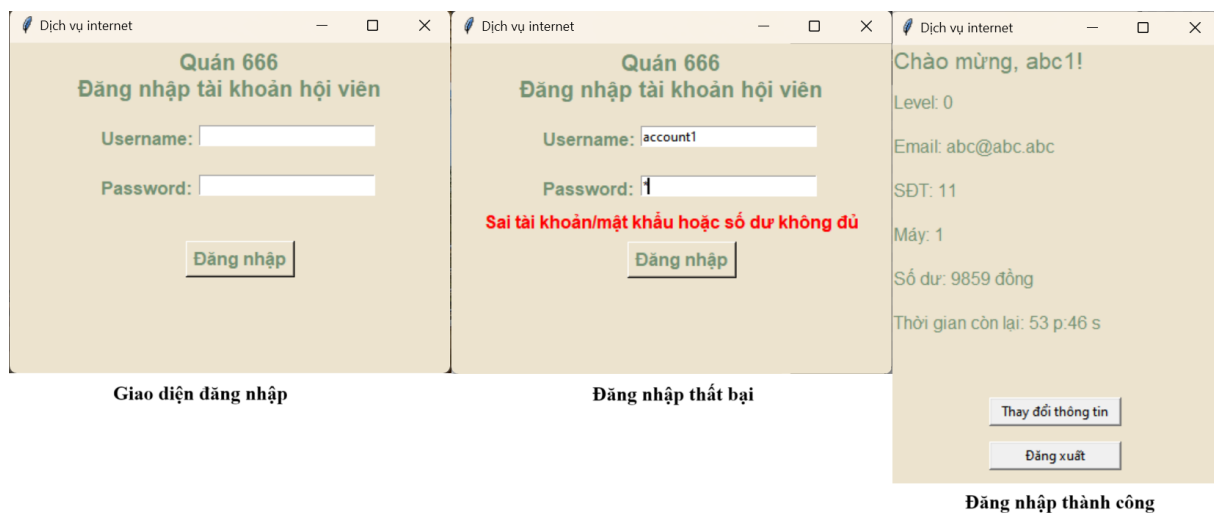 Dịch vụ internet
Quán 666
Đăng nhập tài khoản hội viên
Username:
Password:
Đăng nhập
Giao diện đăng nhập
Dịch vụ internet
Quán 666
Đăng nhập tài khoản hội viên
Username: account1
Password: *
Sai tài khoản/mật khẩu hoặc số dư không đủ
Đăng nhập
Đăng nhập thất bại
Dịch vụ internet
Chào mừng, abc1!
Level: 0
Email: abc@abc.abc
SĐT: 11
Máy: 1
Số dư: 9859 đồng
Thời gian còn lại: 53 p:46 s
Thay đổi thông tin
Đăng xuất
Đăng nhập thành công